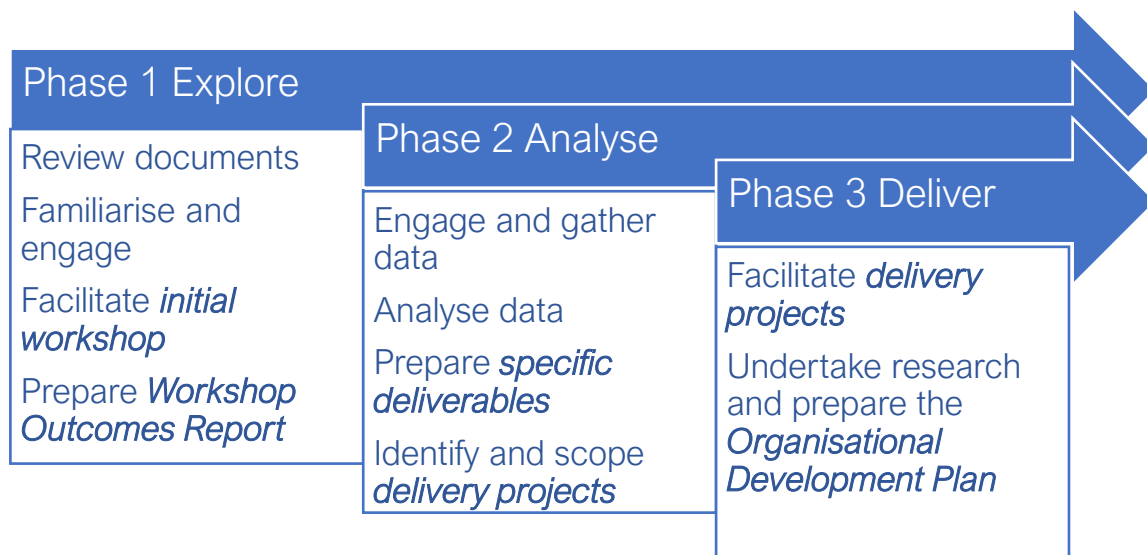 Phase 1 Explore
Review documents
Familiarise and
engage
Facilitate initial
workshop
Prepare Workshop
Outcomes Report
Phase 2 Analyse
Engage and gather
data
Analyse data
Prepare specific
deliverables
Identify and scope
delivery projects
Phase 3 Deliver
Facilitate delivery
projects
Undertake research
and prepare the
Organisational
Development Plan